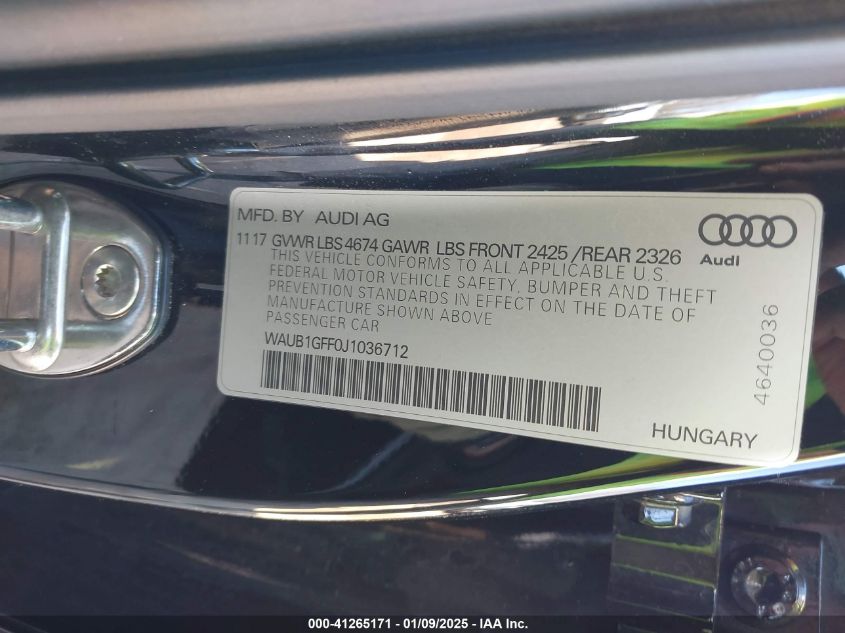 MFD. BY AUDI AG
11 17 GVWR LBS 4674 GAWR LBS FRONT 2425 /REAR 2326
THIS VEHICLE CONFORMS TO ALL APPLICABLE U.S.
FEDERAL MOTOR VEHICLE SAFETY, BUMPER AND THEFT
PREVENTION STANDARDS IN EFFECT ON THE DATE OF
MANUFACTURE SHOWN ABOVE
PASSENGER CAR
WAUB1GFF0J1036712
Audi
4640036
HUNGARY
000-41265171 - 01/09/2025 - IAA Inc.